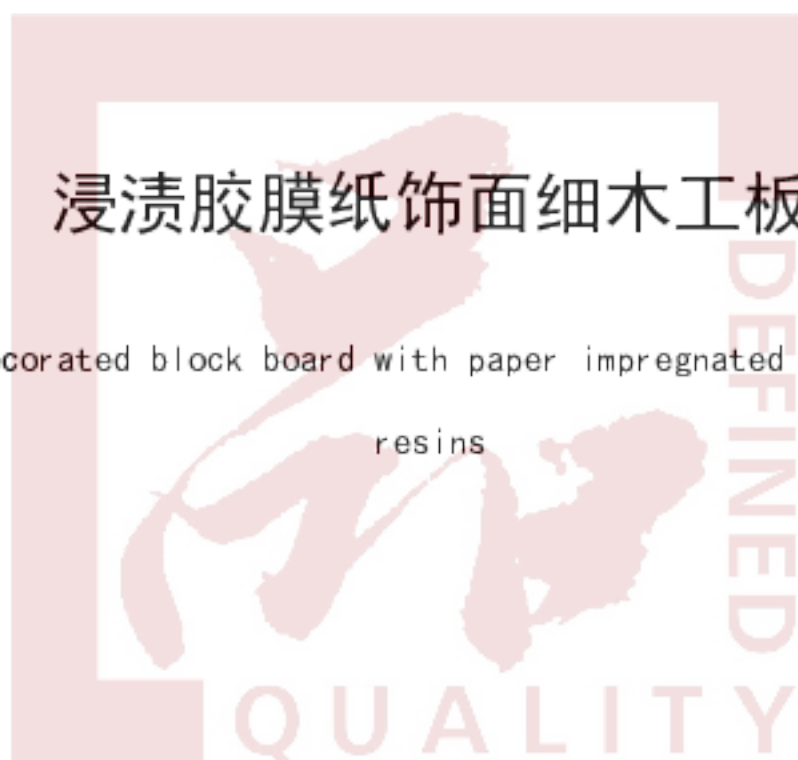 浸渍胶膜纸饰面细木工板
corated block board with paper impregnated
resins
DEFINED
QUALITY